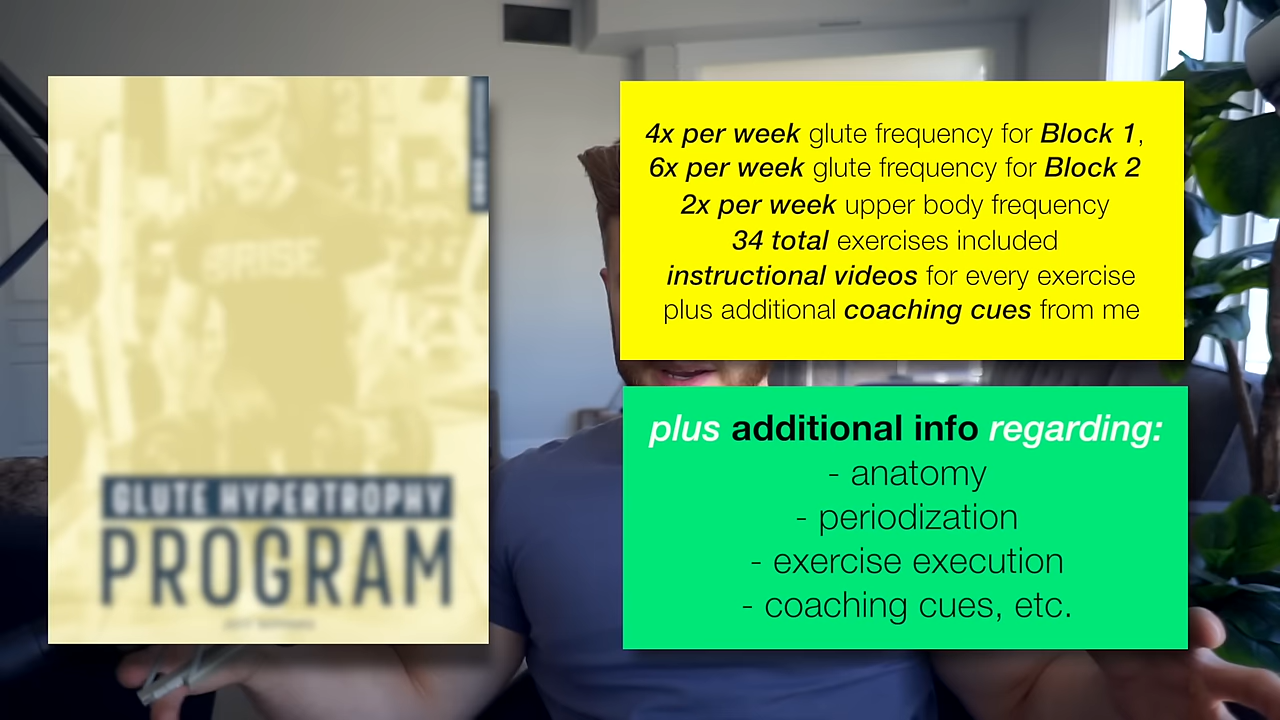 RISE
GLUTE HYPERTROPHY
PROGRAM
4x per week glute frequency for Block 1,
6x per week glute frequency for Block 2
2x per week upper body frequency
34 total exercises included
instructional videos for every exercise
plus additional coaching cues from me
plus additional info regarding:
- anatomy
- periodization
- exercise execution
- coaching cues, etc.